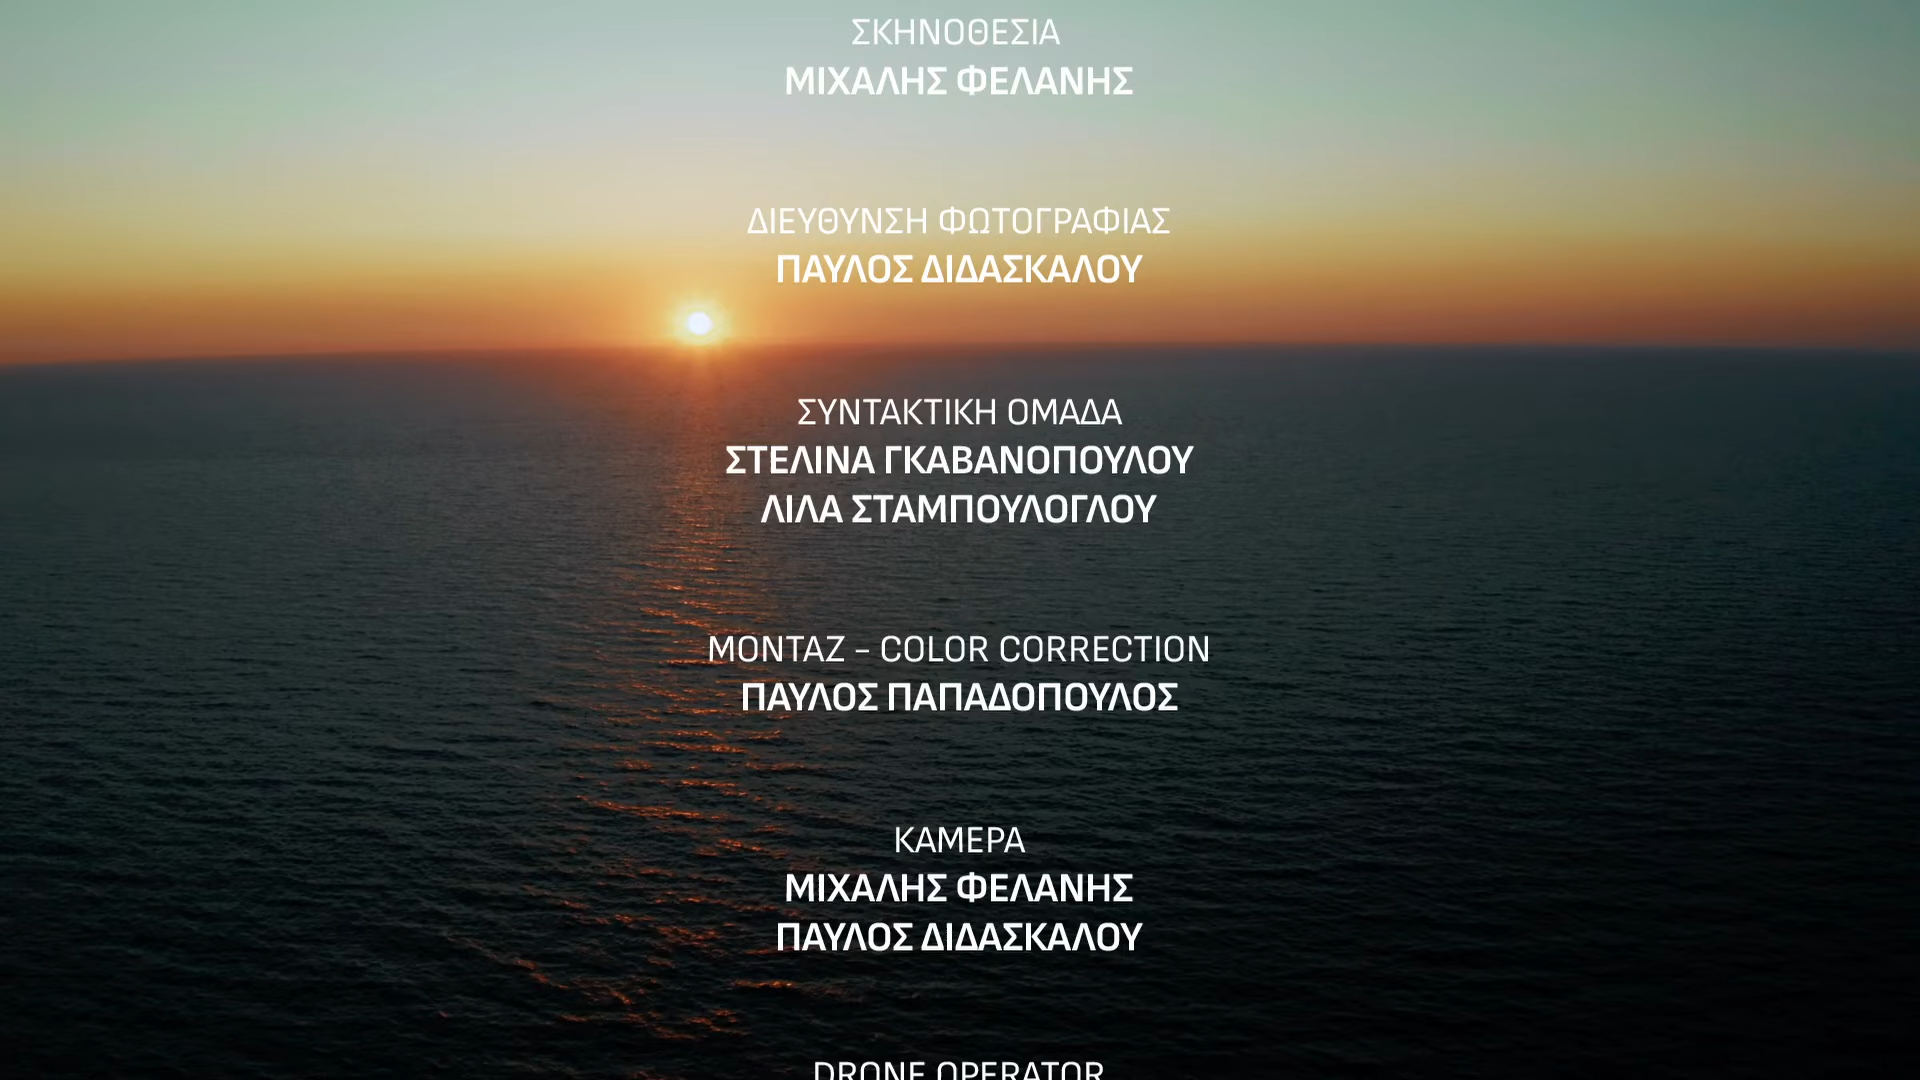 ΣΚΗΝΟΘΕΣΙΑ
ΜΙΧΑΛΗΣ ΦΕΛΑΝΗΣ
ΔΙΕΥΘΥΝΣΗ ΦΩΤΟΓΡΑΦΙΑΣ
ΠΑΥΛΟΣ ΔΙΔΑΣΚΑΛΟΥ
ΣΥΝΤΑΚΤΙΚΗ ΟΜΑΔΑ
ΣΤΕΛΙΝΑ ΓΚΑΒΑΝΟΠΟΥΛΟΥ
ΛΙΛΑ ΣΤΑΜΠΟΥΛΟΓΛΟΥ
ΜΟΝΤΑΖ – COLOR CORRECTION
ΠΑΥΛΟΣ ΠΑΠΑΔΟΠΟΥΛΟΣ
ΚΑΜΕΡΑ
ΜΙΧΑΛΗΣ ΦΕΛΑΝΗΣ
ΠΑΥΛΟΣ ΔΙΔΑΣΚΑΛΟΥ
DRONE OPERATOR